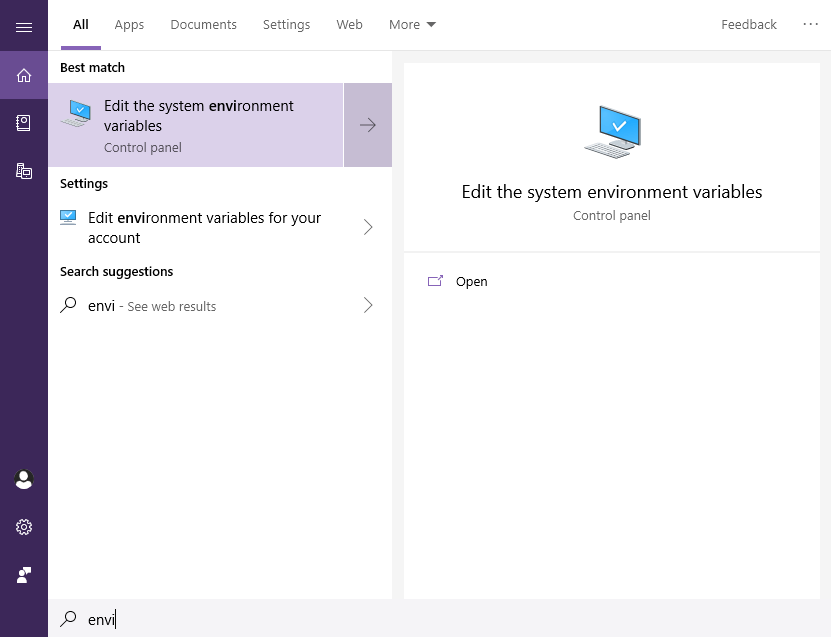 All Apps Documents Settings Web More Feedback ...
Best match
Edit the system environment
variables
Control panel
Settings
Edit environment variables for your
account
Search suggestions
envi - See web results
Edit the system environment variables
Control panel
Open
envi